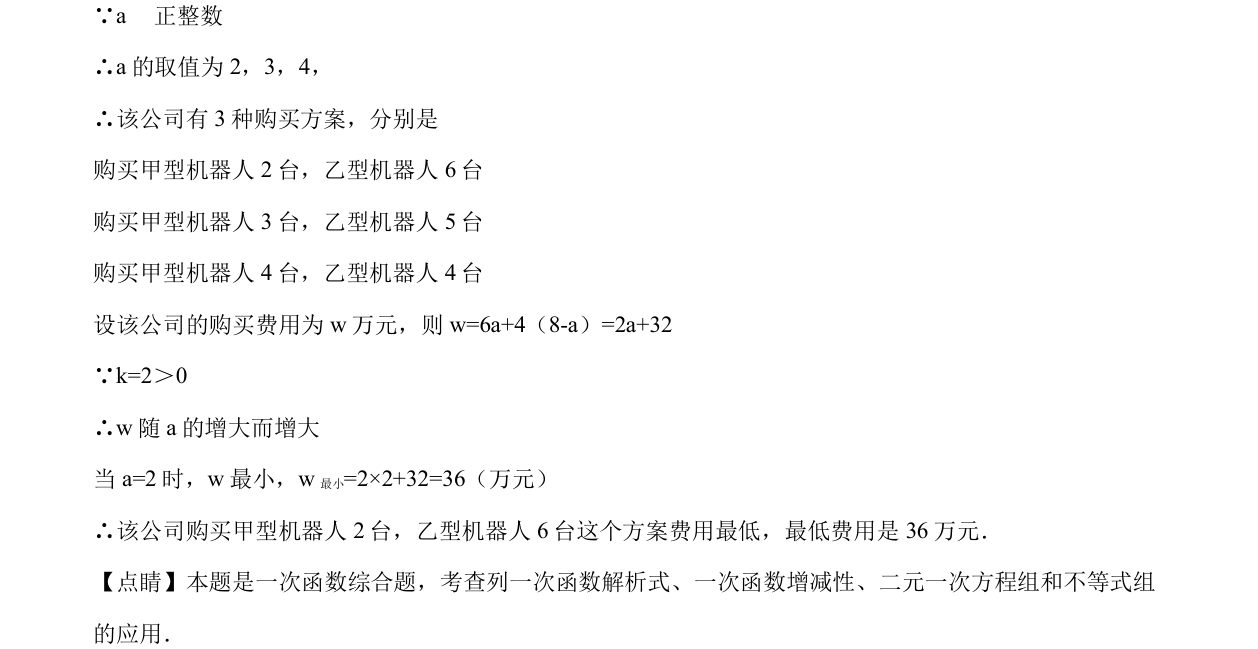 ∵a 正整数
∴a 的取值为 2，3，4，
∴该公司有 3 种购买方案，分别是
购买甲型机器人 2 台，乙型机器人 6 台
购买甲型机器人 3 台，乙型机器人 5 台
购买甲型机器人 4 台，乙型机器人 4 台
设该公司的购买费用为 w 万元，则 w=6a+4（8-a）=2a+32
∵k=2＞0
∴w 随 a 的增大而增大
当 a=2 时，w 最小，w 最小=2×2+32=36（万元）
∴该公司购买甲型机器人 2 台，乙型机器人 6 台这个方案费用最低，最低费用是 36 万元．
【点睛】本题是一次函数综合题，考查列一次函数解析式、一次函数增减性、二元一次方程组和不等式组
的应用．